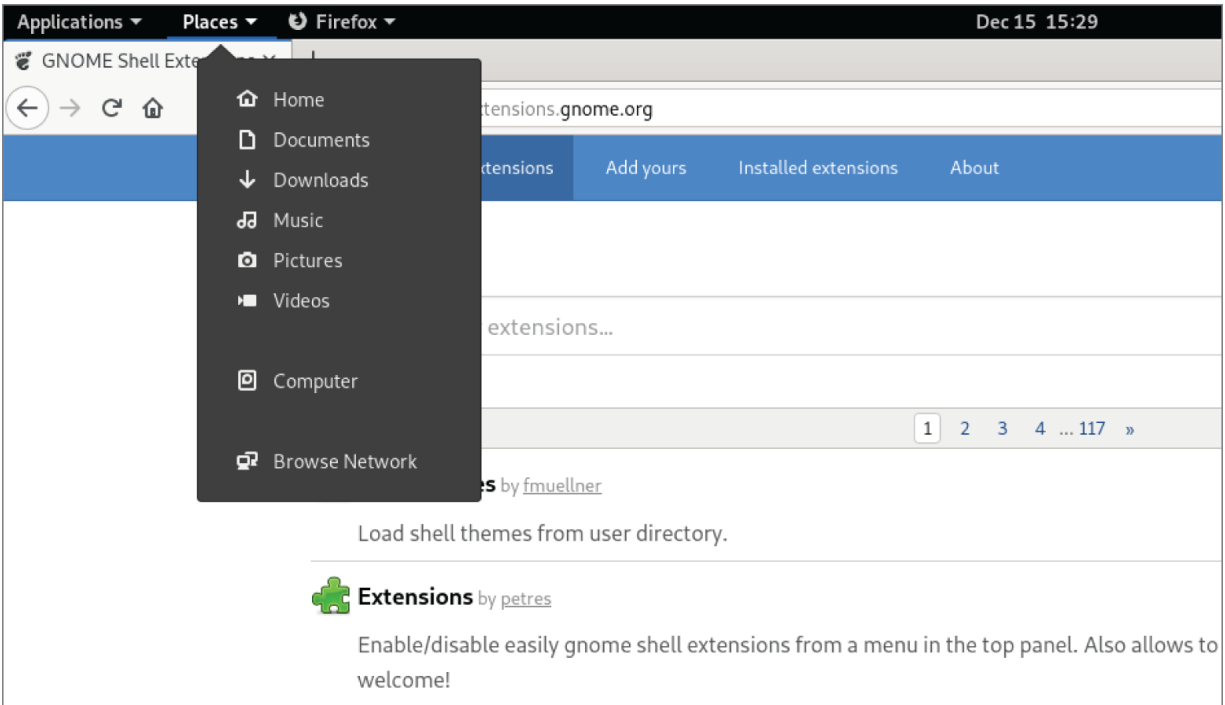 Applications Places Firefox Dec 15 15:29
GNOME Shell
extensions.gnome.org
Home
Documents
Downloads
Music
Pictures
Videos
Computer
Browse Network
Add yours Installed extensions About
extensions...
1 2 3 4 ... 117 »
by fmuellner
Load shell themes from user directory.
Extensions by petres
Enable/disable easily gnome shell extensions from a menu in the top panel. Also allows to
welcome!